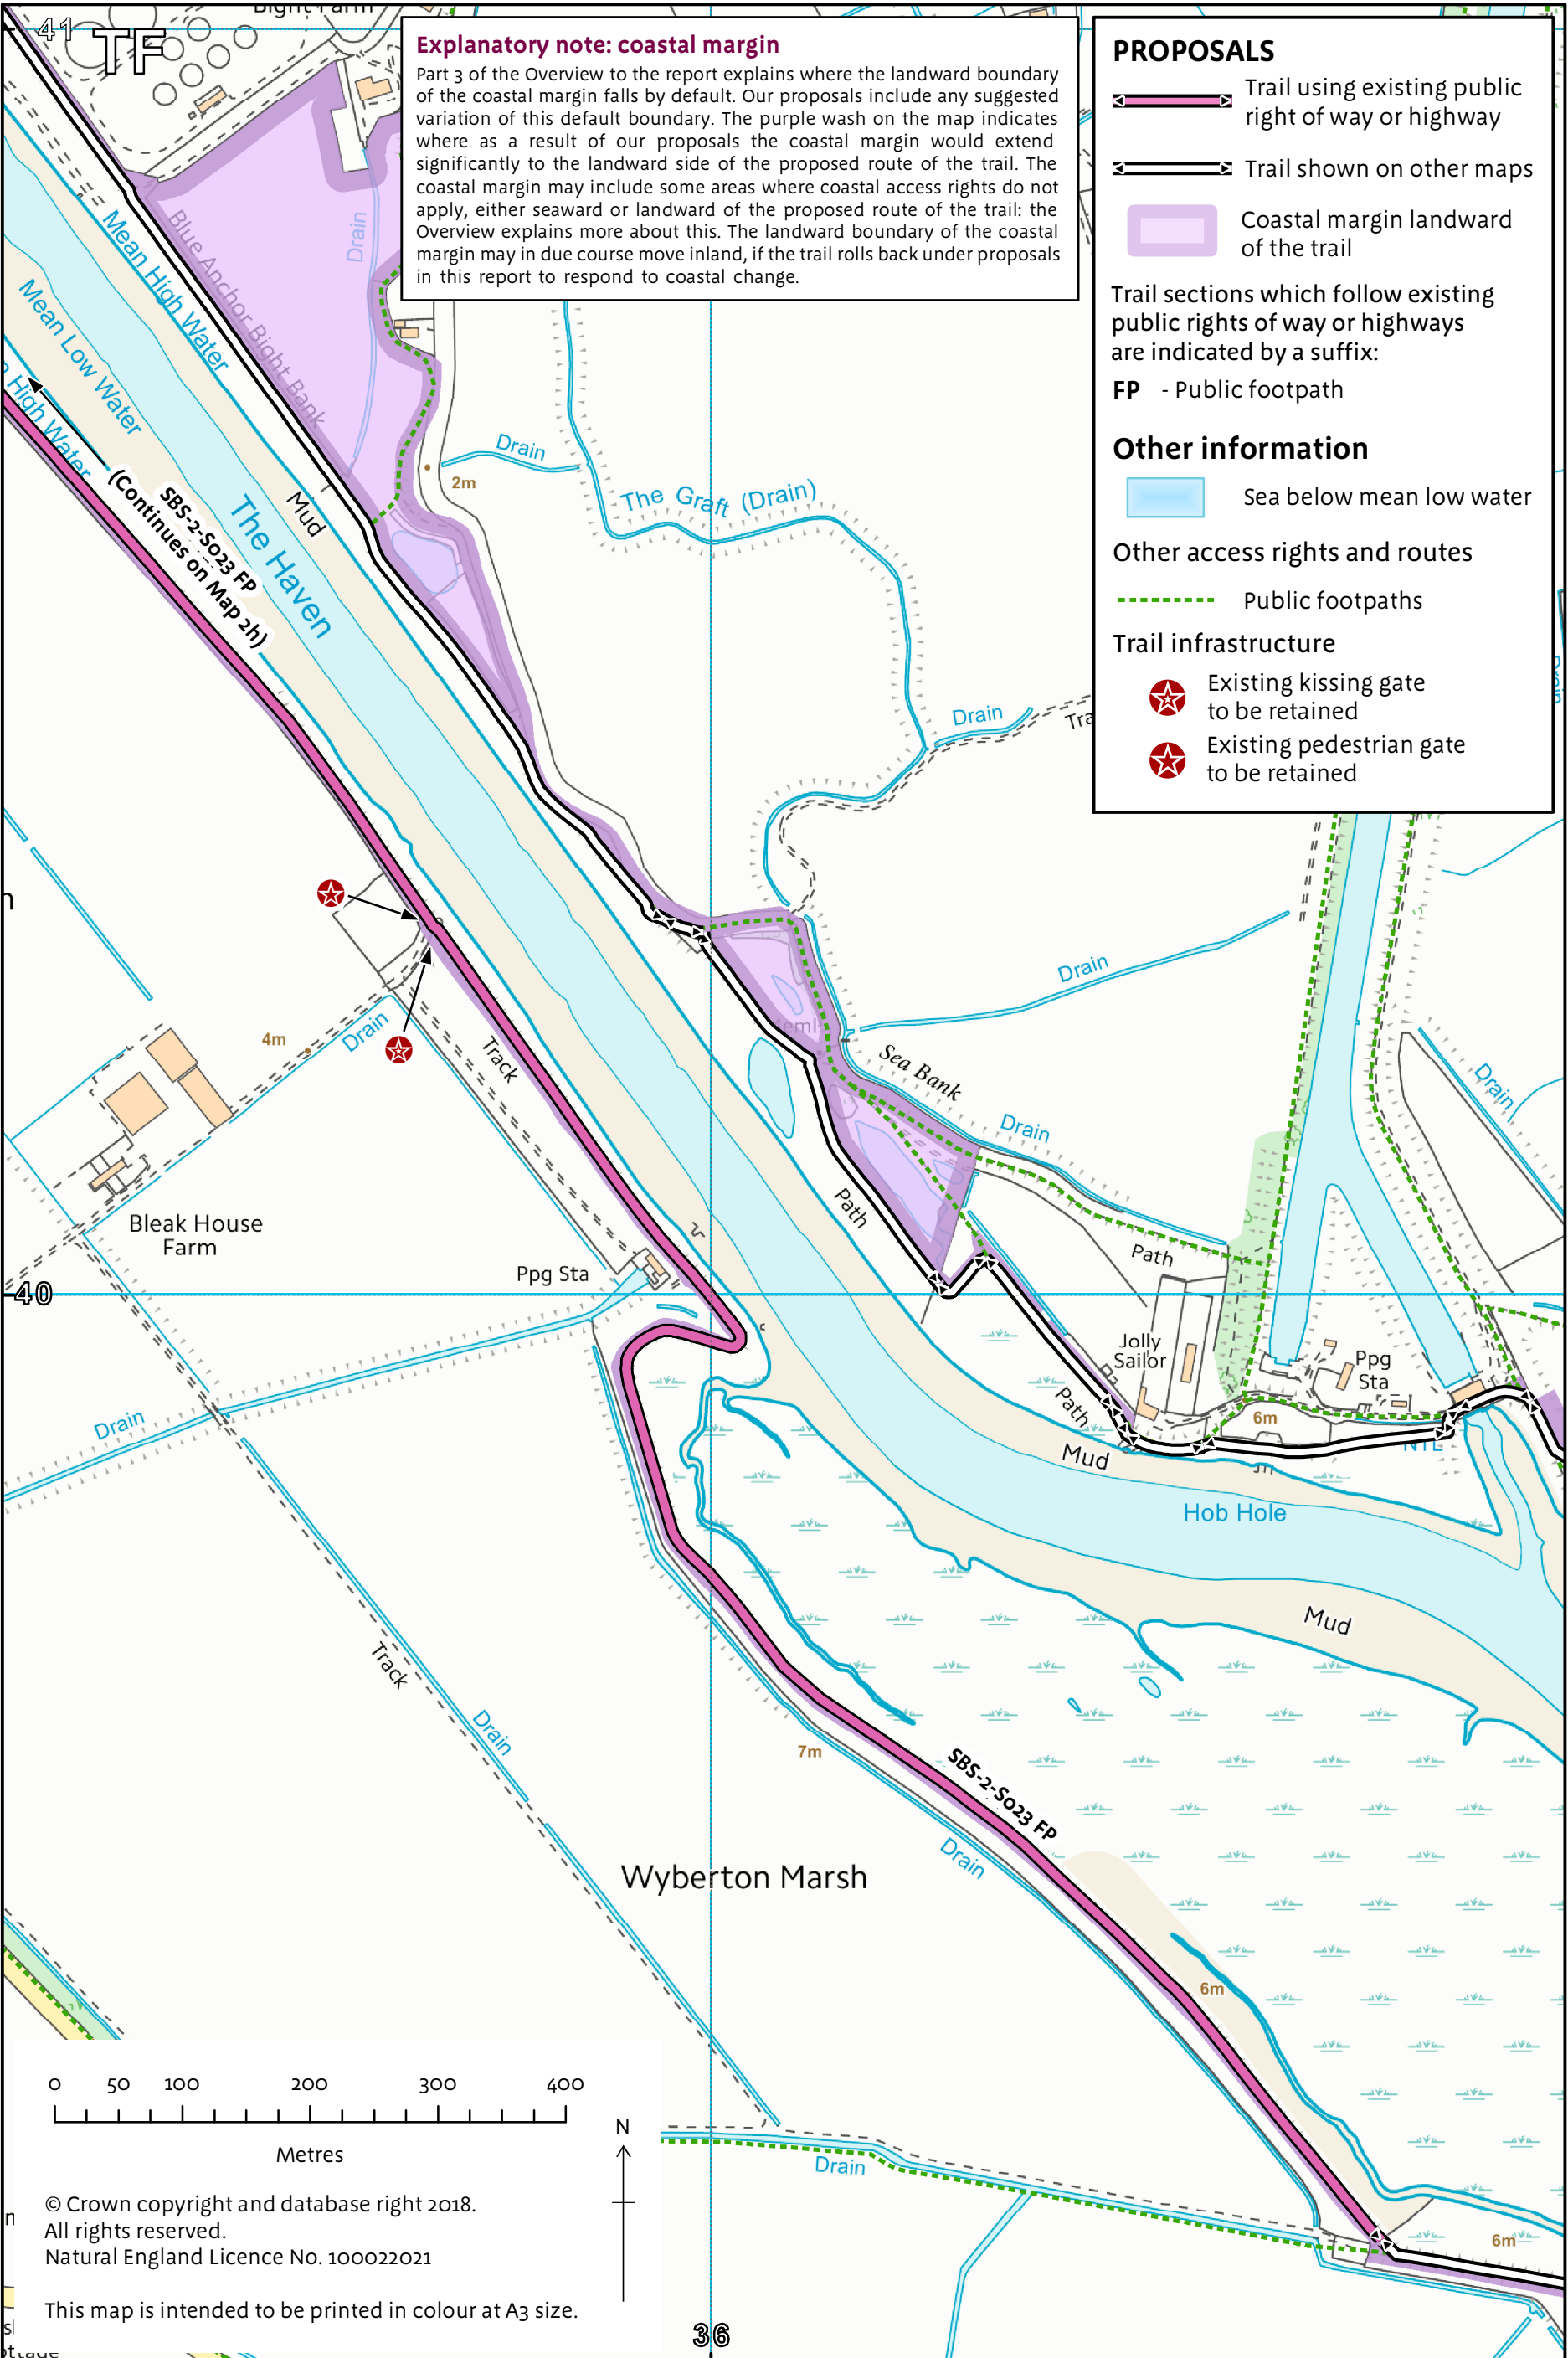 Bight Farm
41
TF
Explanatory note: coastal margin
Part 3 of the Overview to the report explains where the landward boundary
of the coastal margin falls by default. Our proposals include any suggested
variation of this default boundary. The purple wash on the map indicates
where as a result of our proposals the coastal margin would extend
significantly to the landward side of the proposed route of the trail. The
coastal margin may include some areas where coastal access rights do not
apply, either seaward or landward of the proposed route of the trail: the
Overview explains more about this. The landward boundary of the coastal
margin may in due course move inland, if the trail rolls back under proposals
in this report to respond to coastal change.
PROPOSALS
Trail using existing public
right of way or highway
Trail shown on other maps
Coastal margin landward
of the trail
Trail sections which follow existing
public rights of way or highways
are indicated by a suffix:
FP - Public footpath
Other information
Sea below mean low water
Other access rights and routes
Public footpaths
Trail infrastructure
Existing kissing gate
to be retained
Existing pedestrian gate
to be retained
Mean High Water
Blue Anchor Bight Bank
Drain
Mean Low Water
n High Water
SBS-2-S023 FP
(Continues on Map 2h)
The Haven
Mud
Drain
2m
The Graft (Drain)
Drain
Tra
Drain
n
4m
Drain
Track
Drain
Sea Bank
Drain
Drain
Bleak House
Farm
Path
Path
Ppg Sta
40
Jolly
Sailor
Ppg
Sta
Path
6m
NTL
Mud
Drain
Hob Hole
Mud
Track
Drain
7m
SBS-2-S023 FP
Drain
Wyberton Marsh
6m
0 50 100 200 300 400
Metres
N
Drain
© Crown copyright and database right 2018.
All rights reserved.
Natural England Licence No. 100022021
6m
This map is intended to be printed in colour at A3 size.
36